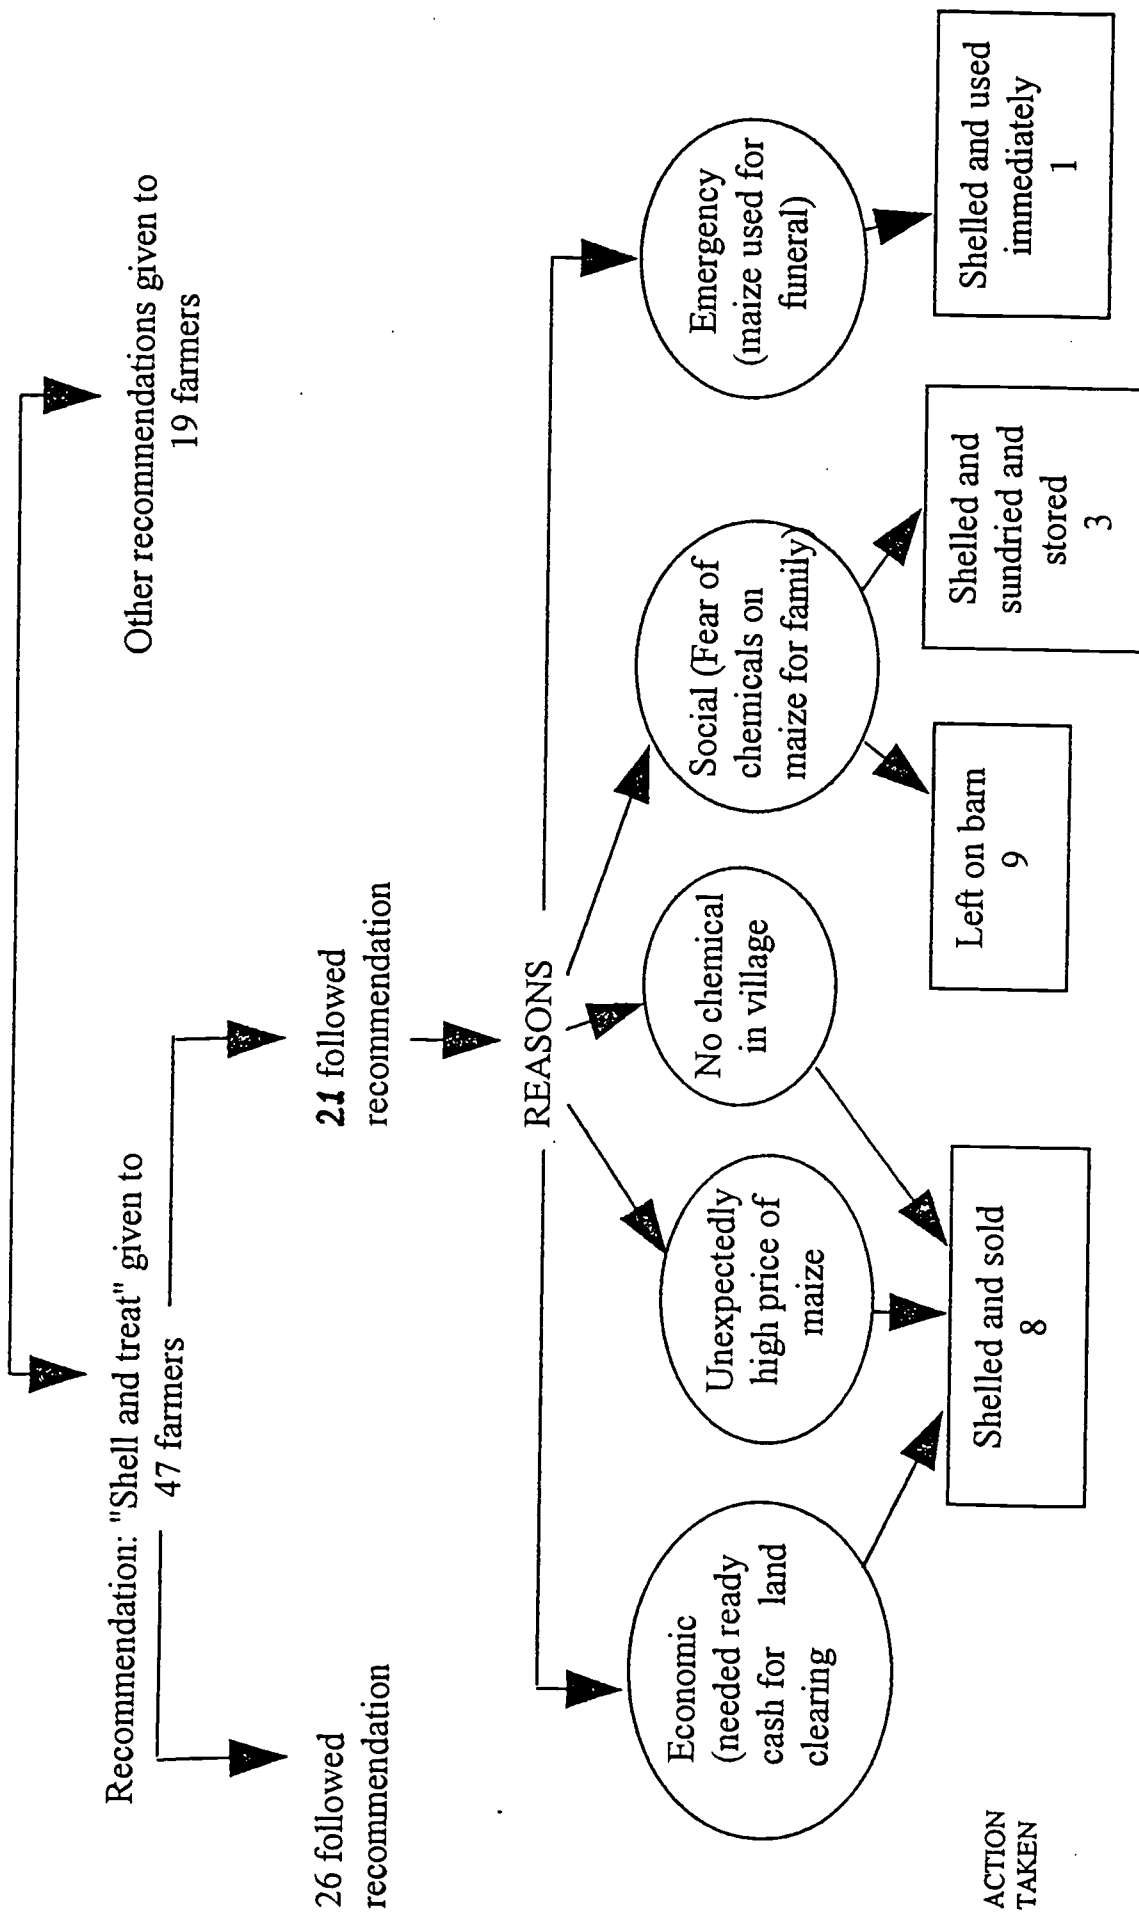 Recommendation: "Shell and treat" given to
47 farmers
Other recommendations given to
19 farmers
26 followed
recommendation
21 followed
recommendation
REASONS
Economic
(needed ready
cash for land
clearing
Unexpectedly
high price of
maize
No chemical
in village
Social (Fear of
chemicals on
maize for family)
Emergency
(maize used for
funeral)
ACTION
TAKEN
Shelled and sold
8
Left on barn
9
Shelled and
sundried and
stored
3
Shelled and used
immediately
1